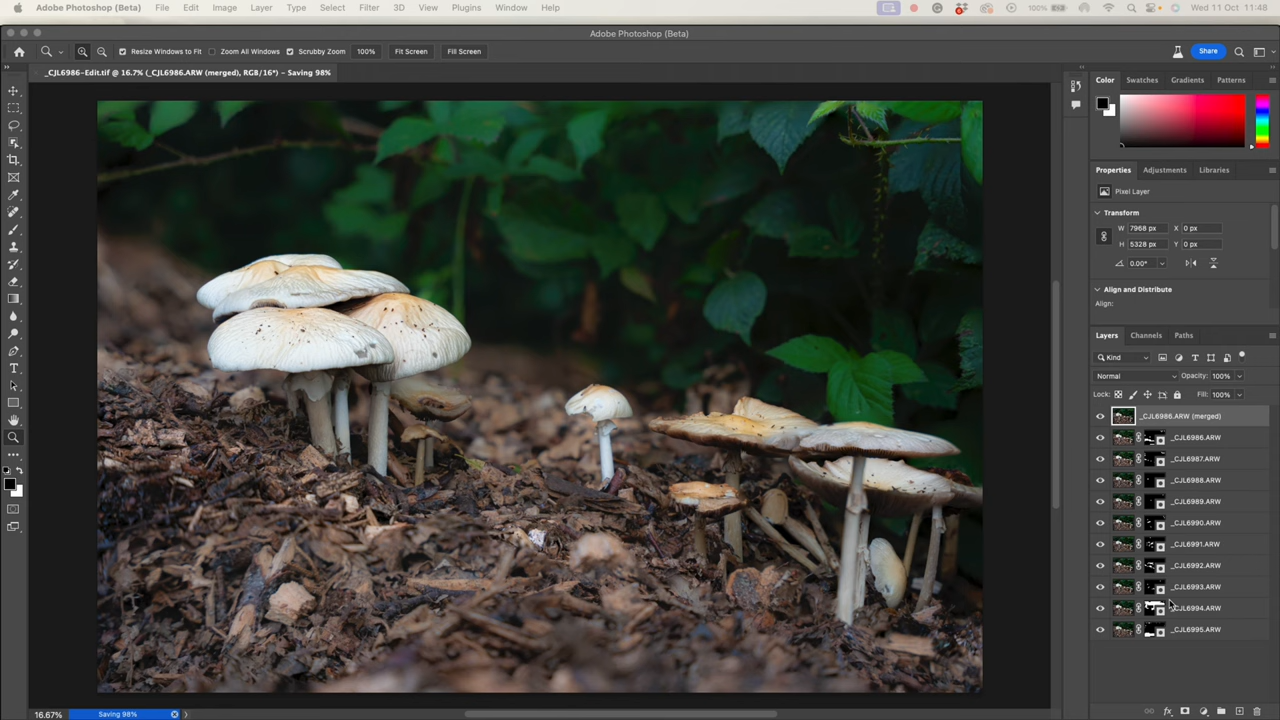 Adobe Photoshop (Beta) File Edit Image Layer Type Select Filter 3D View Plugins Window Help 100% Wed 11 Oct 11:48
Adobe Photoshop (Beta)
Resize Windows to Fit Zoom All Windows Scrubby Zoom 100% Fit Screen Fill Screen Share
_CJL6986-Edit.tif @ 16.7% (_CJL6986.ARW (merged), RGB/16*) – Saving 98%
Color Swatches Gradients Patterns
Properties Adjustments Libraries
Pixel Layer
Transform
W 7968 px X 0 px
H 5328 px Y 0 px
0.00°
Align and Distribute
Align:
Layers Channels Paths
Kind
Normal Opacity: 100%
Lock: Fill: 100%
_CJL6986.ARW (merged)
_CJL6986.ARW
_CJL6987.ARW
_CJL6988.ARW
_CJL6989.ARW
_CJL6990.ARW
_CJL6991.ARW
_CJL6992.ARW
_CJL6993.ARW
_CJL6994.ARW
_CJL6995.ARW
16.67% Saving 98%